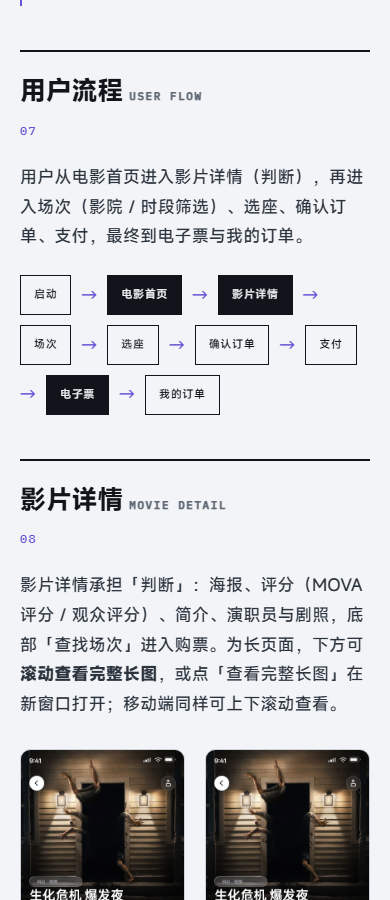 用户流程 USER FLOW
07
用户从电影首页进入影片详情（判断），再进
入场次（影院 / 时段筛选）、选座、确认订
单、支付，最终到电子票与我的订单。
启动 → 电影首页 → 影片详情 →
场次 → 选座 → 确认订单 → 支付
→ 电子票 → 我的订单
影片详情 MOVIE DETAIL
08
影片详情承担「判断」：海报、评分（MOVA
评分 / 观众评分）、简介、演职员与剧照，底
部「查找场次」进入购票。为长页面，下方可
滚动查看完整长图，或点「查看完整长图」在
新窗口打开；移动端同样可上下滚动查看。
9:41 9:41
生化危机 爆发夜 生化危机 爆发夜